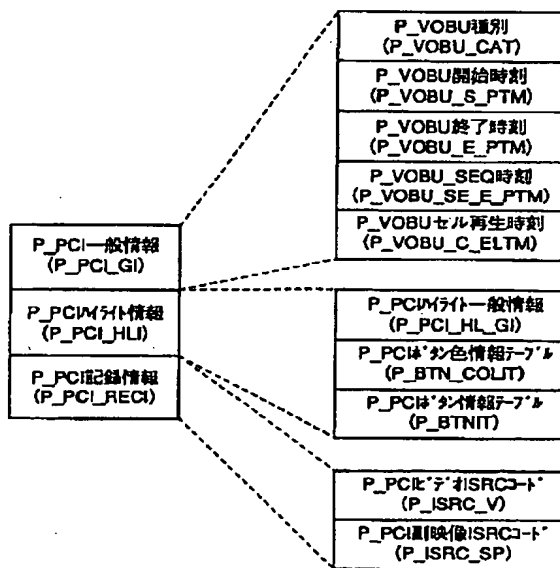 P_PCI一般情報
(P_PCI_GI)
P_PCIハイライト情報
(P_PCI_HLI)
P_PCI記録情報
(P_PCI_RECI)
P_VOBU種別
(P_VOBU_CAT)
P_VOBU開始時刻
(P_VOBU_S_PTM)
P_VOBU終了時刻
(P_VOBU_E_PTM)
P_VOBU_SEQ時刻
(P_VOBU_SE_E_PTM)
P_VOBUセル再生時刻
(P_VOBU_C_ELTM)
P_PCIハイライト一般情報
(P_PCI_HL_GI)
P_PCIボタン色情報テーブル
(P_BTN_COLIT)
P_PCIボタン情報テーブル
(P_BTNIT)
P_PCIビデオISRCコード
(P_ISRC_V)
P_PCI副映像ISRCコード
(P_ISRC_SP)